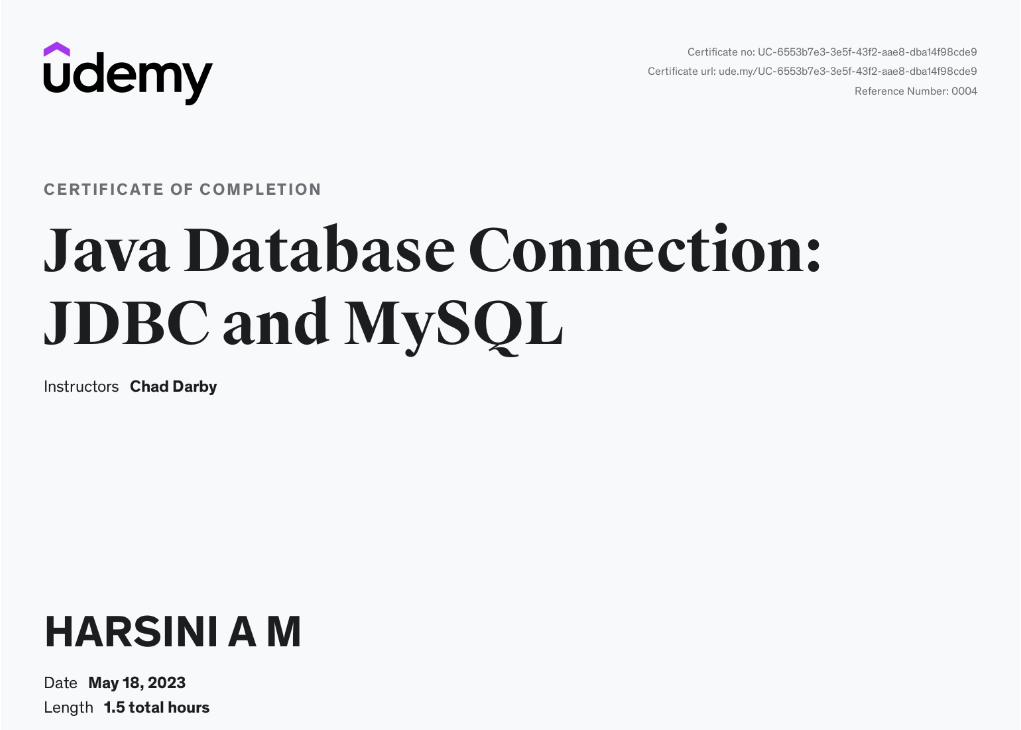 udemy
Certificate no: UC-6553b7e3-3e5f-43f2-aae8-dba14f98cde9
Certificate url: ude.my/UC-6553b7e3-3e5f-43f2-aae8-dba14f98cde9
Reference Number: 0004
CERTIFICATE OF COMPLETION
Java Database Connection:
JDBC and MySQL
Instructors Chad Darby
HARSINI A M
Date May 18, 2023
Length 1.5 total hours